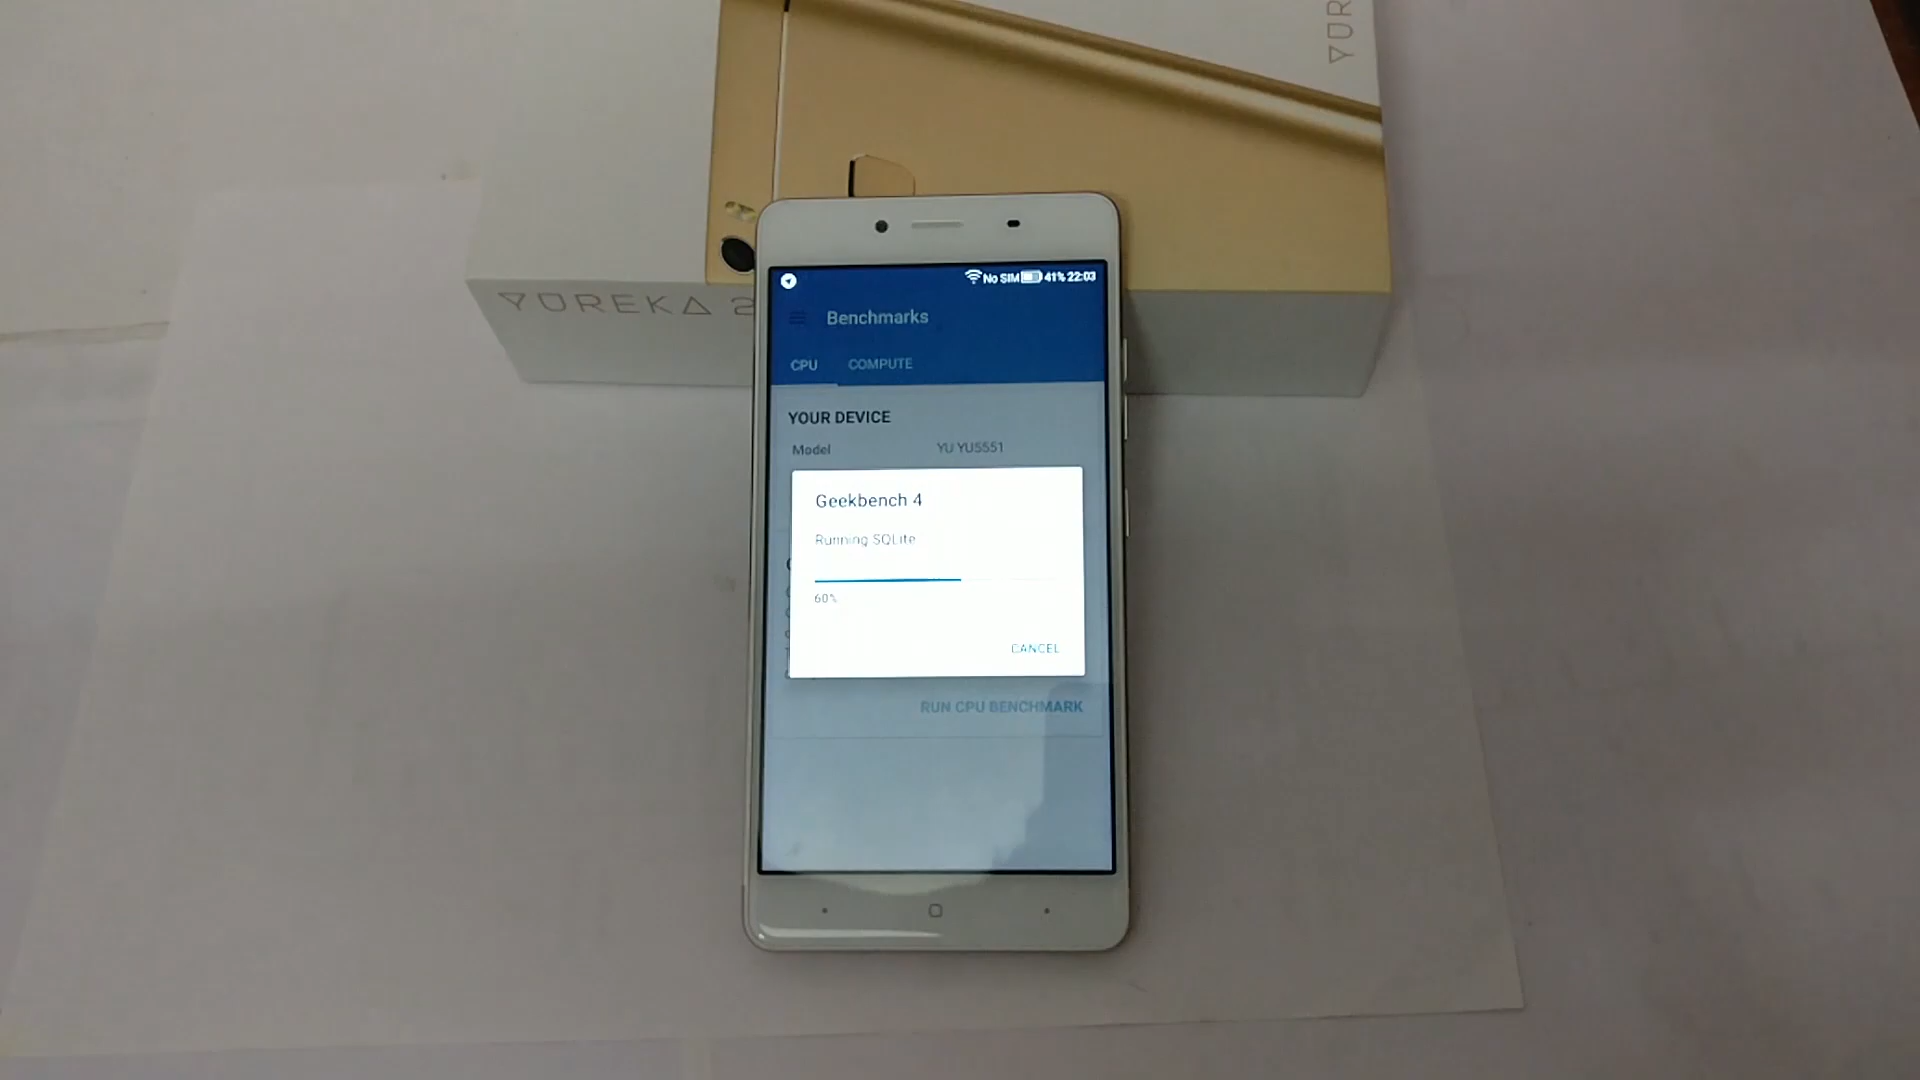 YUR
YUREKA 2
No SIM 41% 22:03
Benchmarks
CPU COMPUTE
YOUR DEVICE
Model YU YU5551
Geekbench 4
Running SQLite
60%
CANCEL
RUN CPU BENCHMARK